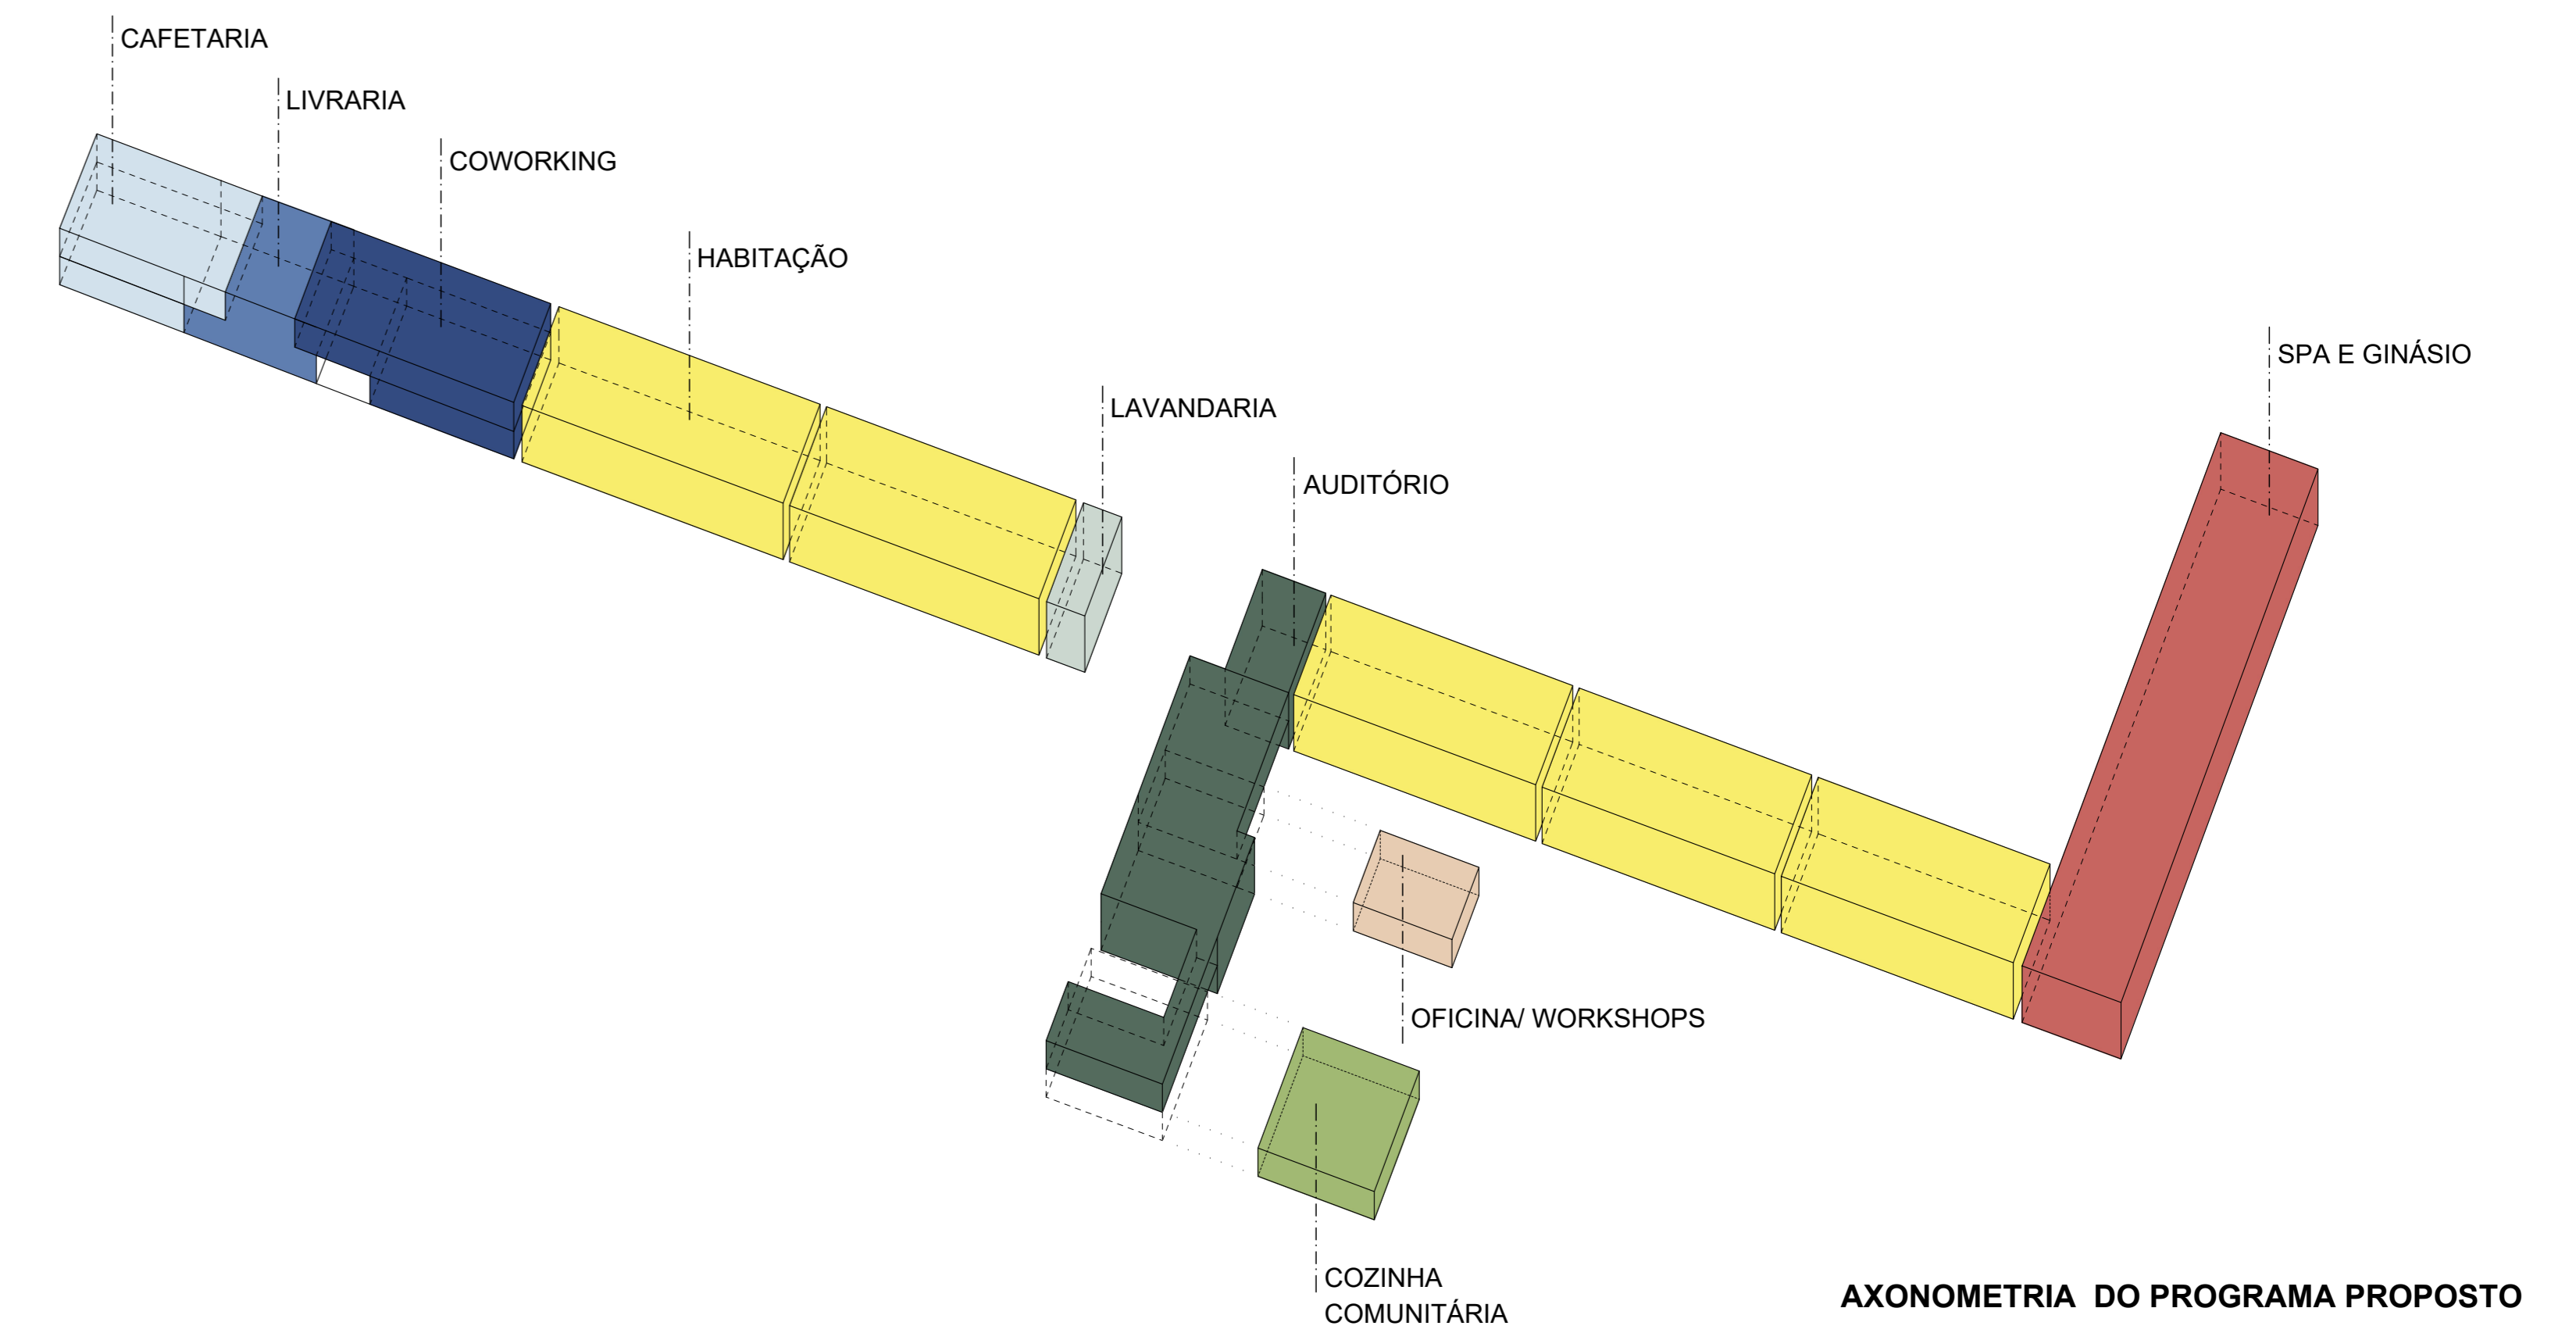 CAFETARIA
LIVRARIA
COWORKING
HABITAÇÃO
SPA E GINÁSIO
LAVANDARIA
AUDITÓRIO
OFICINA/ WORKSHOPS
COZINHA
COMUNITÁRIA
AXONOMETRIA DO PROGRAMA PROPOSTO